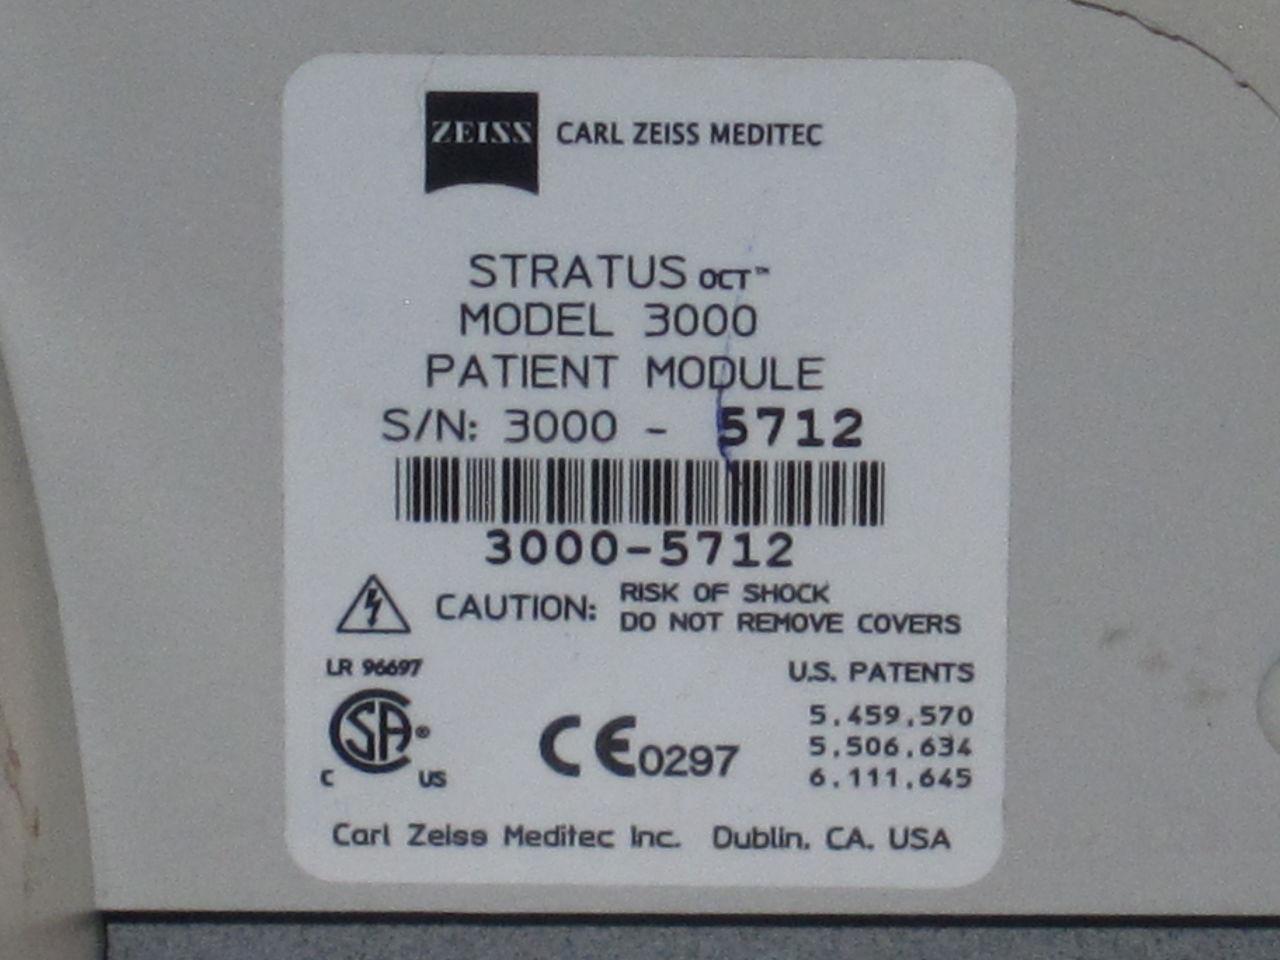 ZEISS CARL ZEISS MEDITEC
STRATUS OCT™
MODEL 3000
PATIENT MODULE
S/N: 3000 - 5712
3000-5712
CAUTION: RISK OF SHOCK
DO NOT REMOVE COVERS
LR 96697
U.S. PATENTS
5,459,570
5,506,634
6,111,645
CSA®
C US
CE0297
Carl Zeiss Meditec Inc. Dublin, CA. USA